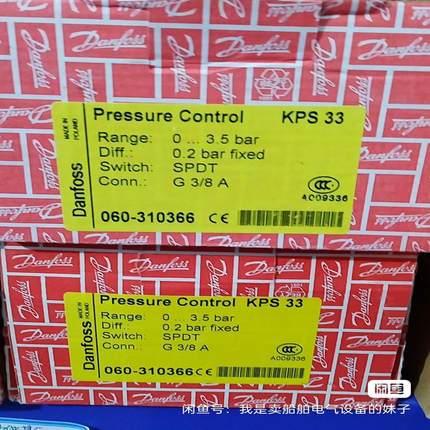 Danfoss
Danfoss
MADE IN POLAND
Pressure Control KPS 33
Range: 0 ... 3.5 bar
Diff.: 0.2 bar fixed
Switch: SPDT
Conn.: G 3/8 A
060-310366 CE
CCC
A009336
Danfoss
MADE IN POLAND
Pressure Control KPS 33
Range: 0 ... 3.5 bar
Diff.: 0.2 bar fixed
Switch: SPDT
Conn.: G 3/8 A
060-310366 CE
CCC
A009336
闲鱼
闲鱼号:我是卖船舶电气设备的妹子